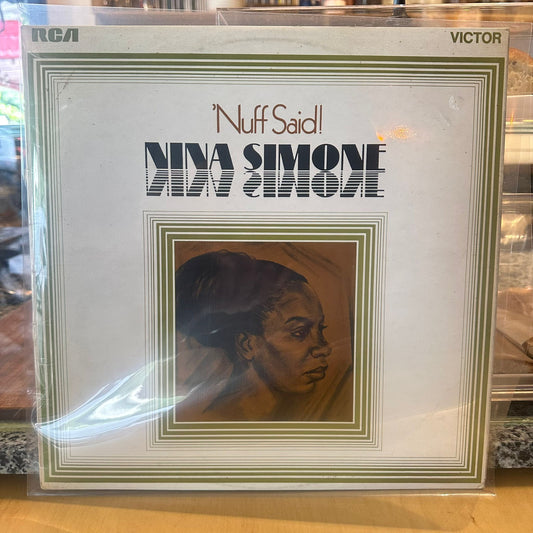 RCA VICTOR
'Nuff Said!
NINA SIMONE